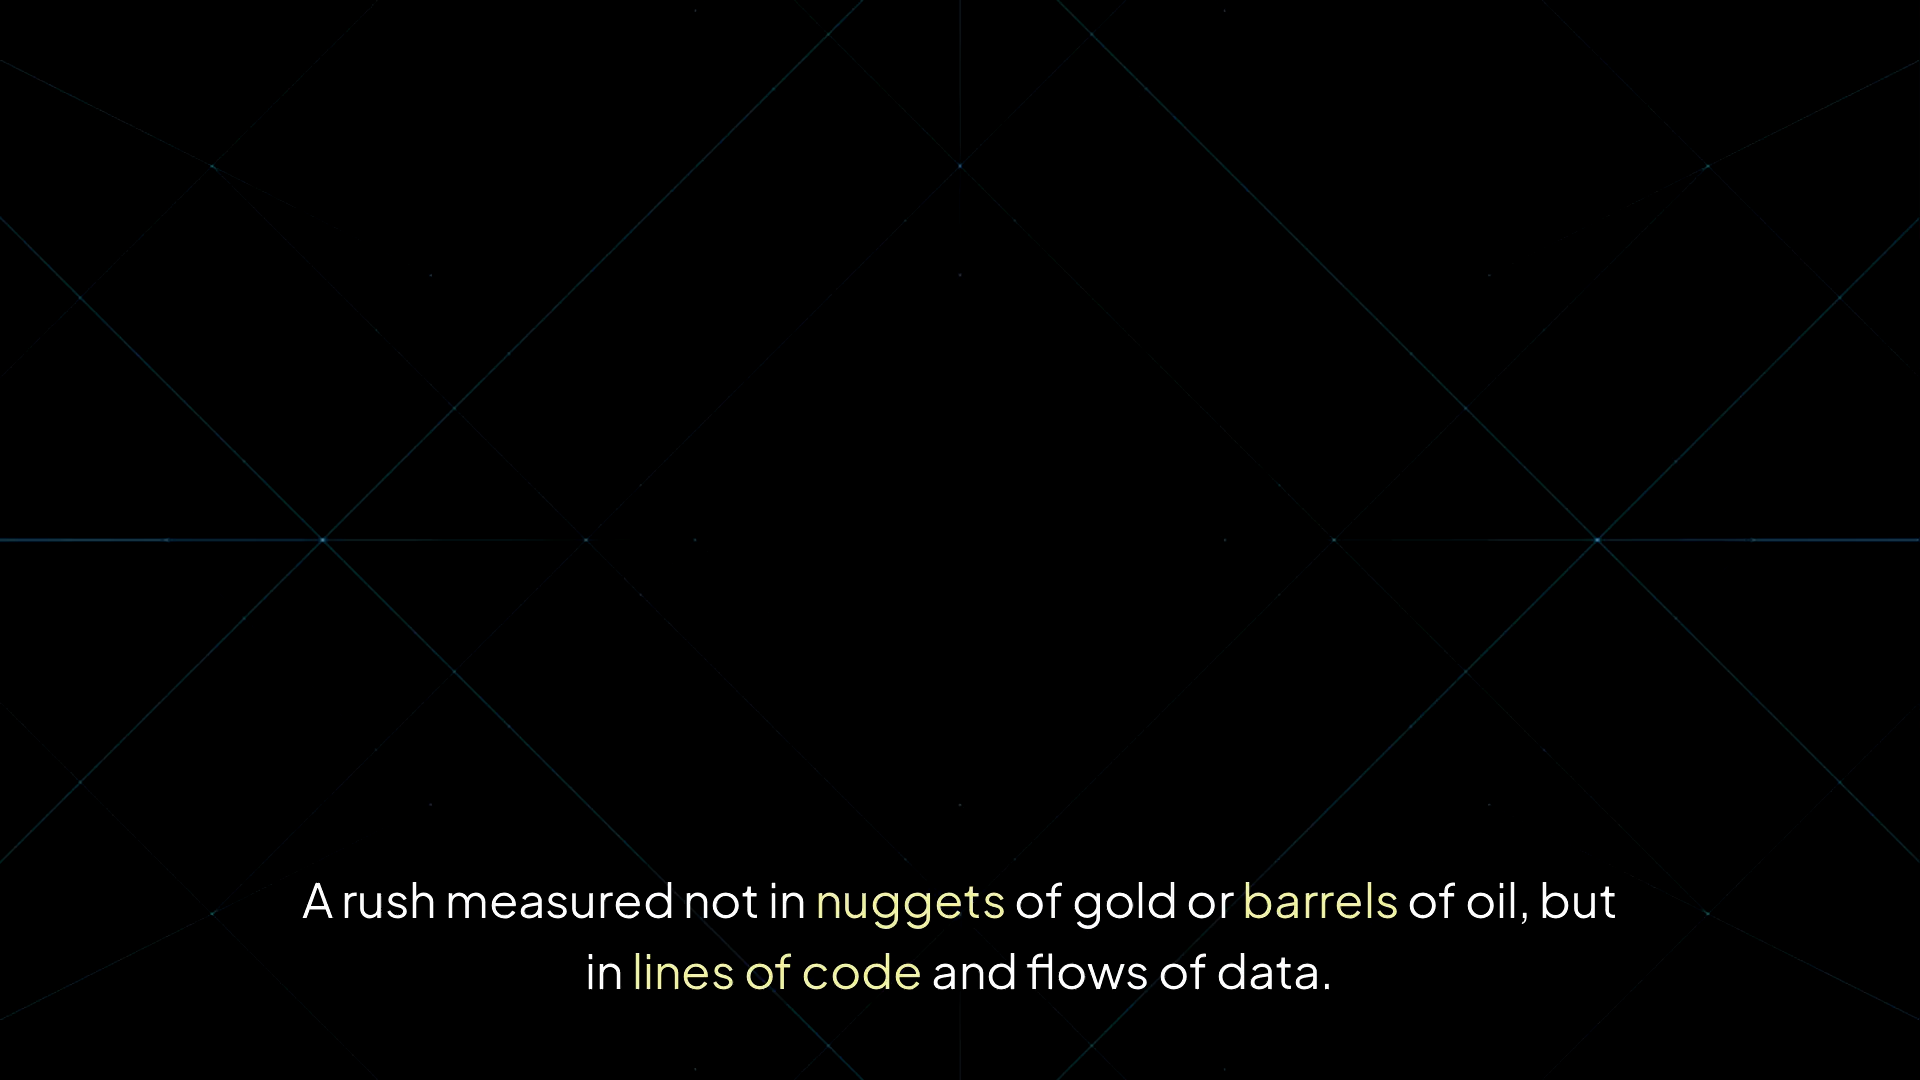 A rush measured not in nuggets of gold or barrels of oil, but
in lines of code and flows of data.